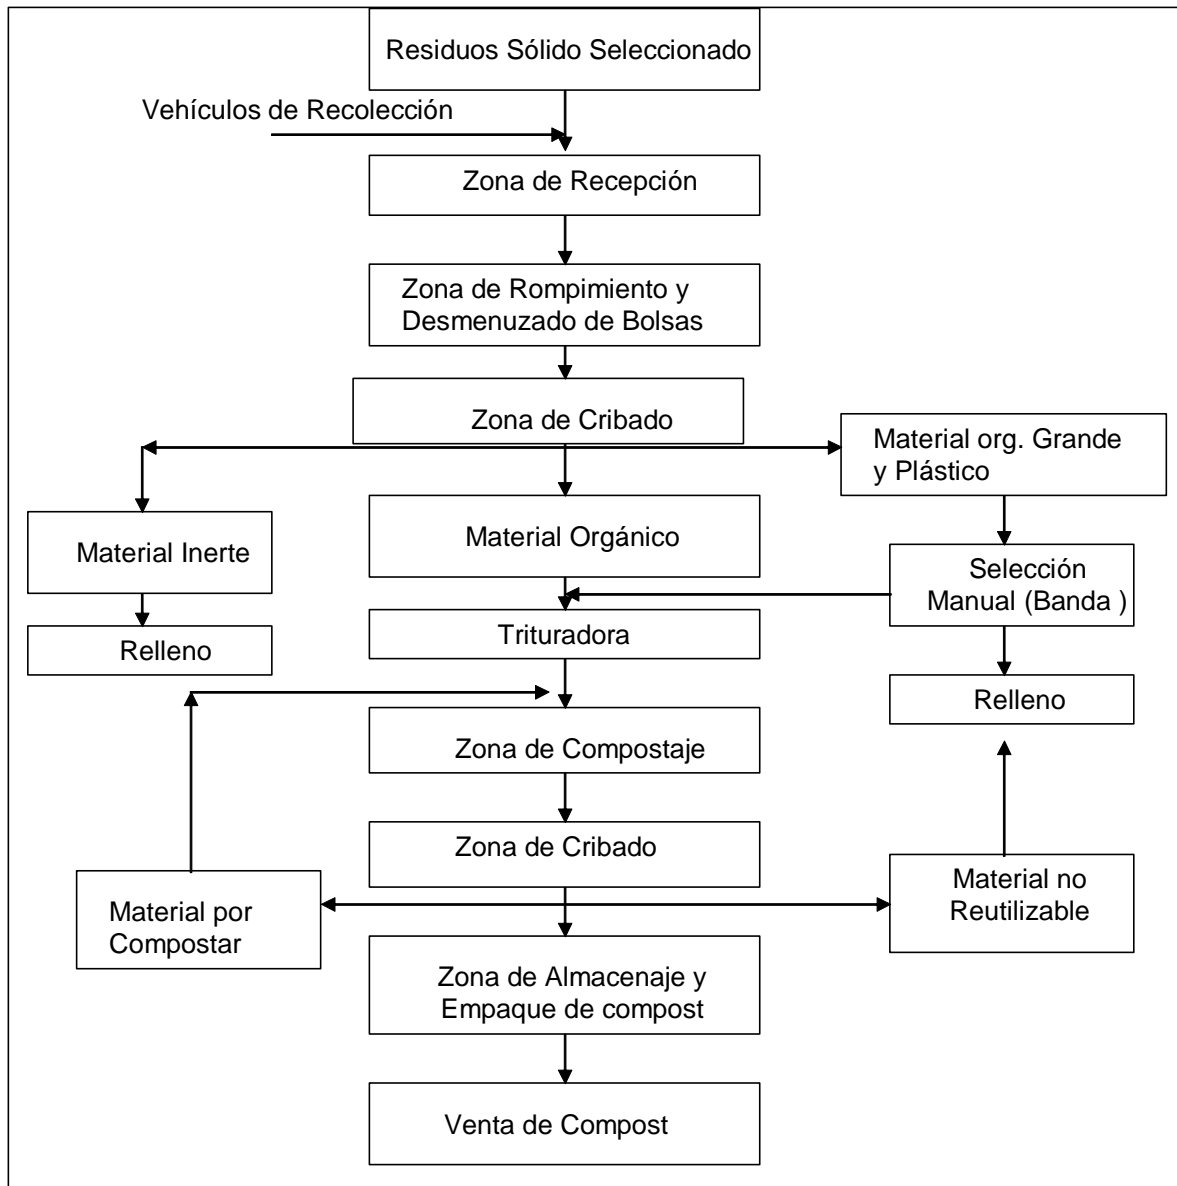 Residuos Sólido Seleccionado
Vehículos de Recolección
Zona de Recepción
Zona de Rompimiento y
Desmenuzado de Bolsas
Zona de Cribado
Material org. Grande
y Plástico
Material Inerte
Material Orgánico
Selección
Manual (Banda )
Relleno
Trituradora
Relleno
Zona de Compostaje
Zona de Cribado
Material por
Compostar
Material no
Reutilizable
Zona de Almacenaje y
Empaque de compost
Venta de Compost